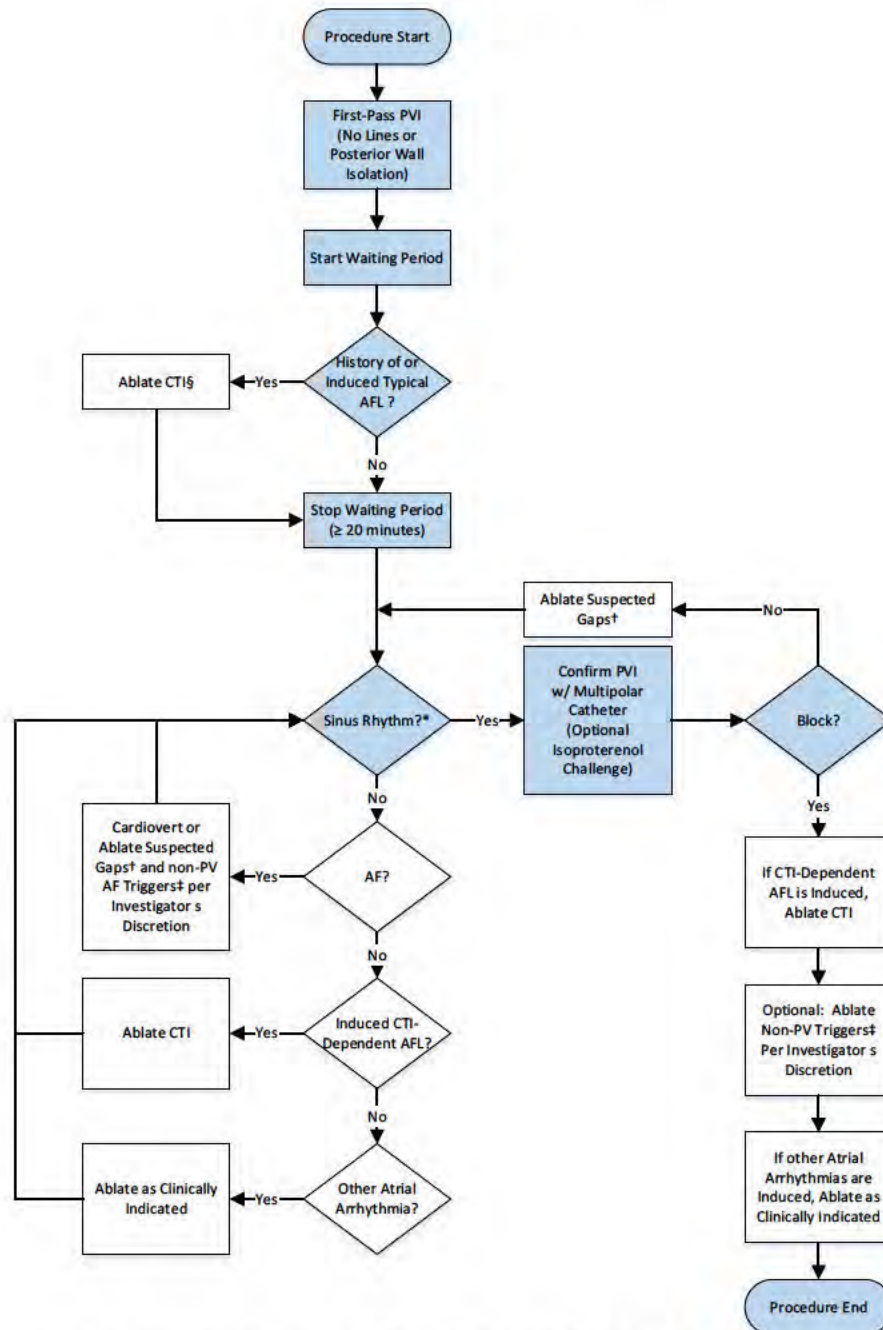 Procedure Start
First-Pass PVI
(No Lines or
Posterior Wall
Isolation)
Start Waiting Period
History of or
Induced Typical
AFL ?
Yes
Ablate CTI§
No
Stop Waiting Period
(≥ 20 minutes)
Ablate Suspected
Gaps†
No
Sinus Rhythm?*
Yes
Confirm PVI
w/ Multipolar
Catheter
(Optional
Isoproterenol
Challenge)
Block?
No
Yes
Cardiovert or
Ablate Suspected
Gaps† and non-PV
AF Triggers‡ per
Investigator s
Discretion
Yes
AF?
If CTI-Dependent
AFL is Induced,
Ablate CTI
No
Ablate CTI
Yes
Induced CTI-
Dependent AFL?
Optional: Ablate
Non-PV Triggers‡
Per Investigator s
Discretion
No
Ablate as Clinically
Indicated
Yes
Other Atrial
Arrhythmia?
If other Atrial
Arrhythmias are
Induced, Ablate as
Clinically Indicated
Procedure End